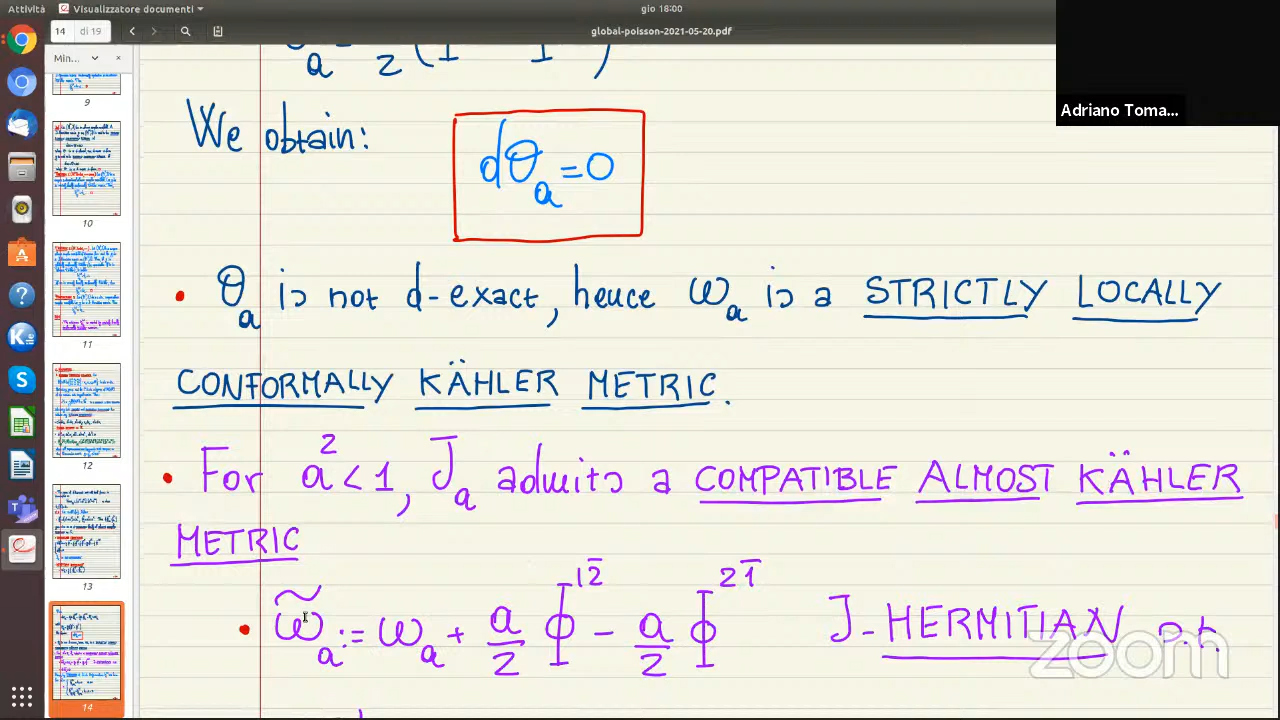 Attività
Visualizzatore documenti
gio 18:00
14 di 19
global-poisson-2021-05-20.pdf
Adriano Toma...
Min...
9
10
11
12
13
14
We obtain:
dθ_a = 0
• θ_a is not d-exact, hence ω_a is a STRICTLY LOCALLY
CONFORMALLY KÄHLER METRIC.
• For a² < 1, J_a admits a COMPATIBLE ALMOST KÄHLER
METRIC
• ω̃_a := ω_a + a/2 Φ^{12̄} − a/2 Φ^{21̄} J-HERMITIAN
zoom